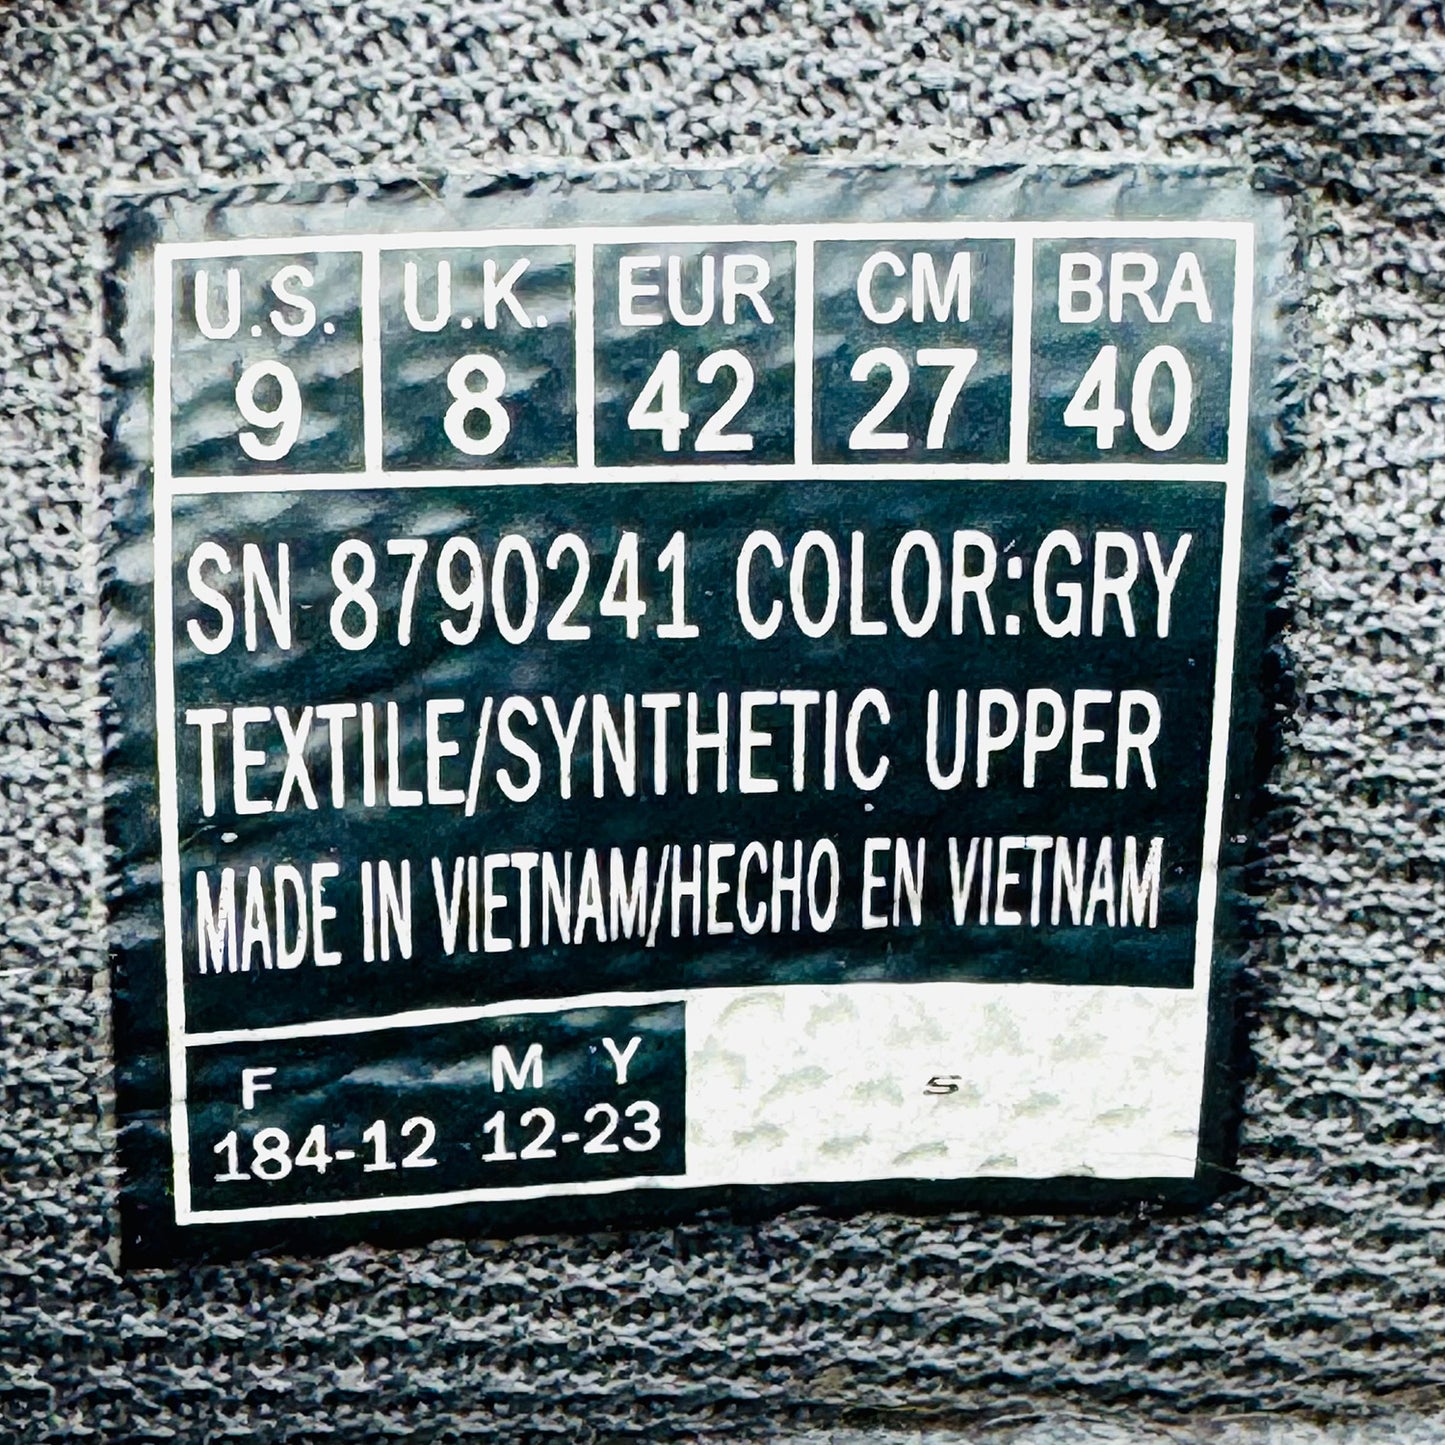 U.S. U.K. EUR CM BRA
9 8 42 27 40
SN 8790241 COLOR:GRY
TEXTILE/SYNTHETIC UPPER
MADE IN VIETNAM/HECHO EN VIETNAM
F M Y
184-12 12-23
S